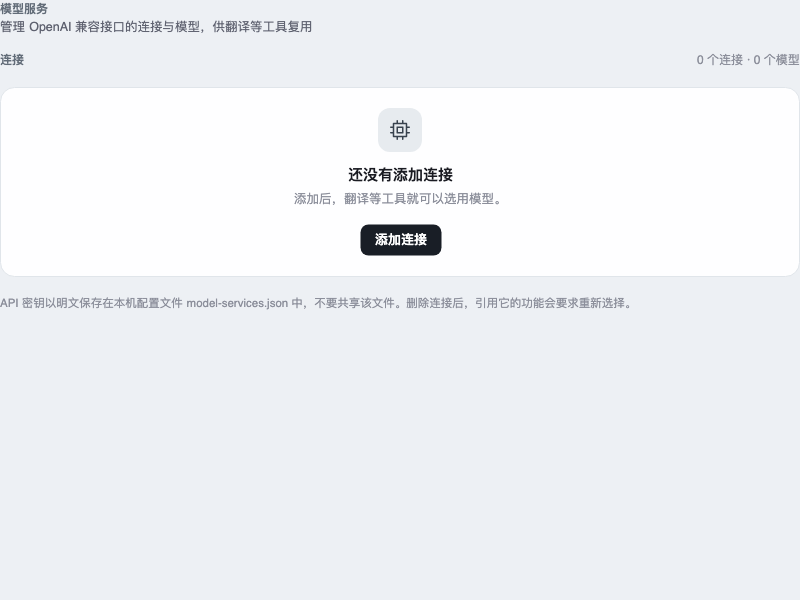 模型服务
管理 OpenAI 兼容接口的连接与模型，供翻译等工具复用
连接
0 个连接 · 0 个模型
还没有添加连接
添加后，翻译等工具就可以选用模型。
添加连接
API 密钥以明文保存在本机配置文件 model-services.json 中，不要共享该文件。删除连接后，引用它的功能会要求重新选择。